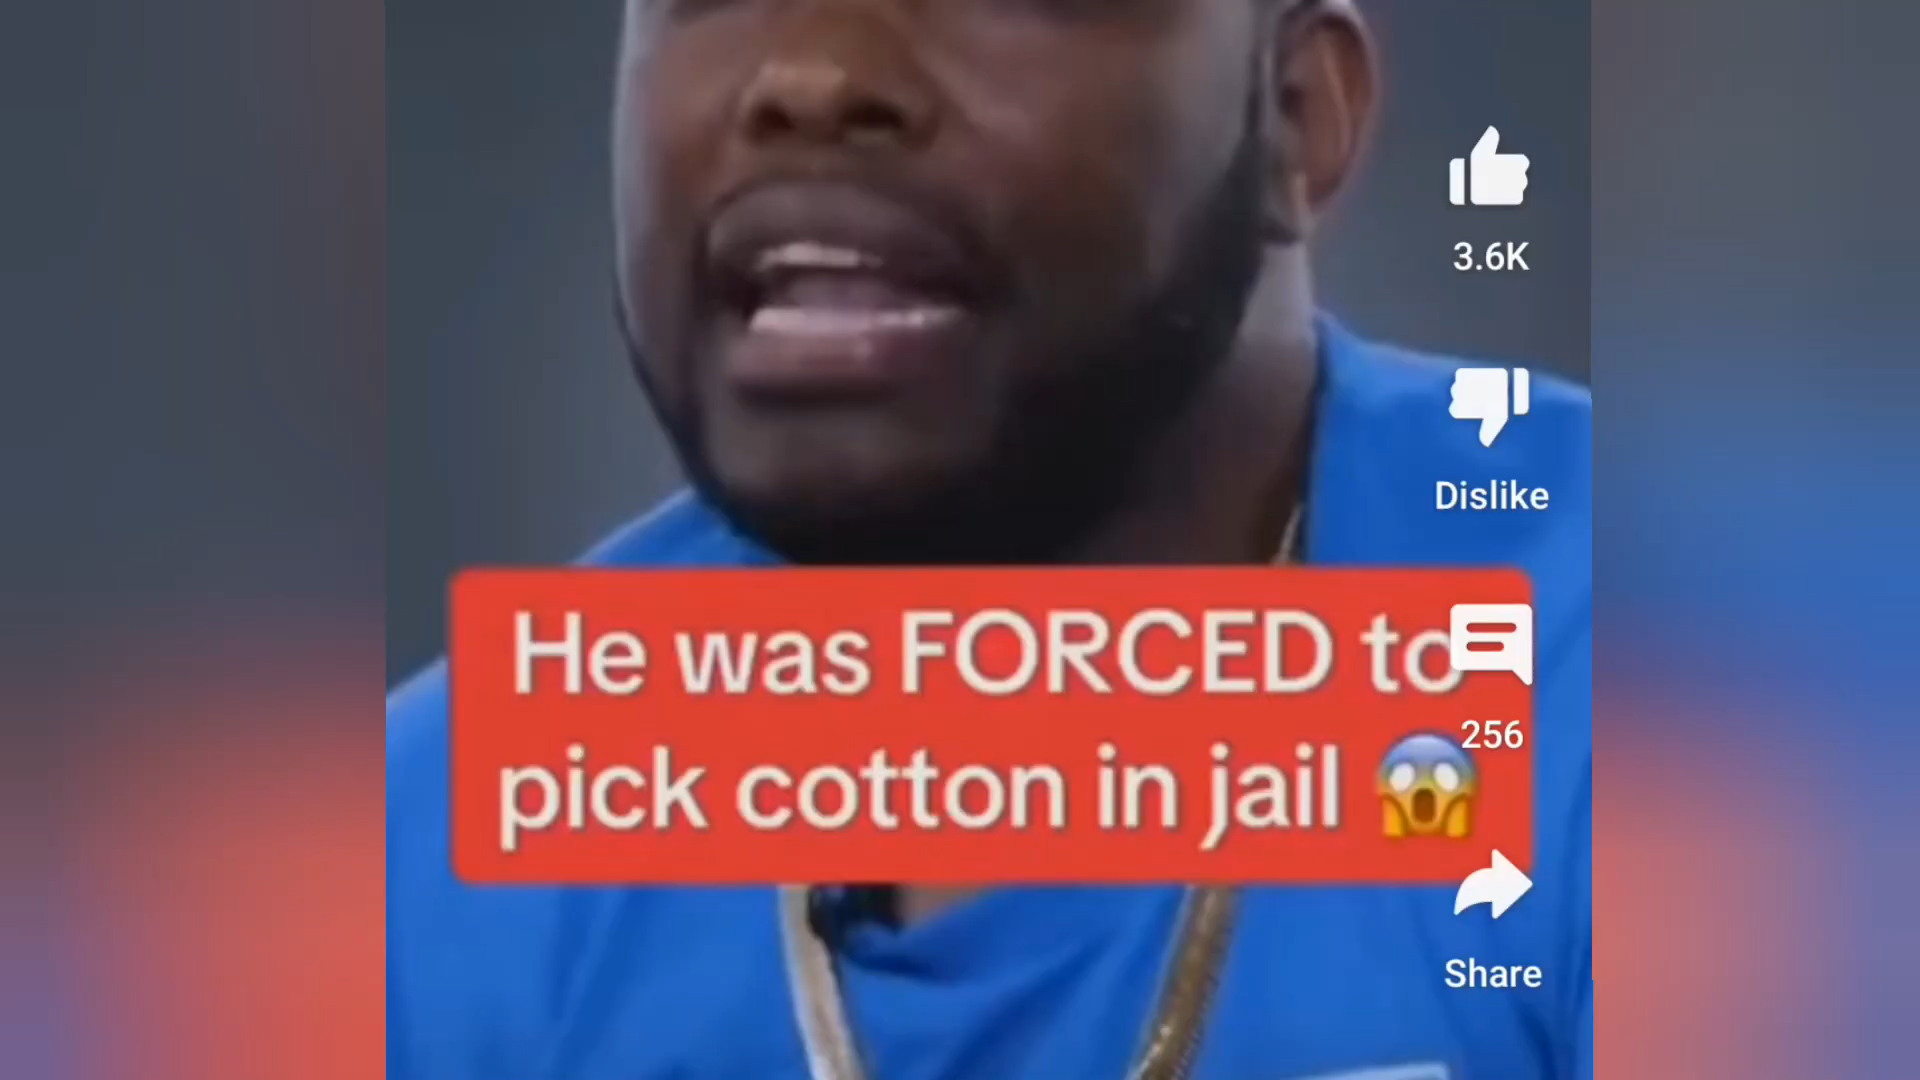 3.6K
Dislike
He was FORCED to
pick cotton in jail 😱
256
Share